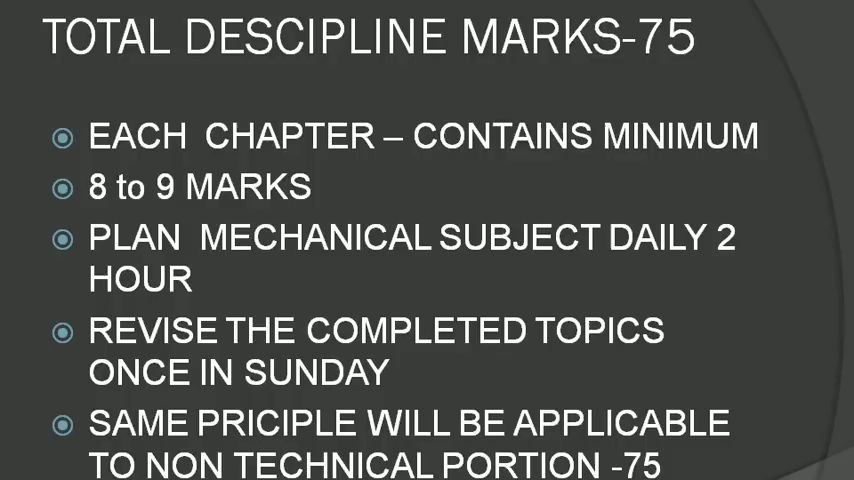 TOTAL DESCIPLINE MARKS-75
EACH CHAPTER – CONTAINS MINIMUM
8 to 9 MARKS
PLAN MECHANICAL SUBJECT DAILY 2
HOUR
REVISE THE COMPLETED TOPICS
ONCE IN SUNDAY
SAME PRICIPLE WILL BE APPLICABLE
TO NON TECHNICAL PORTION -75